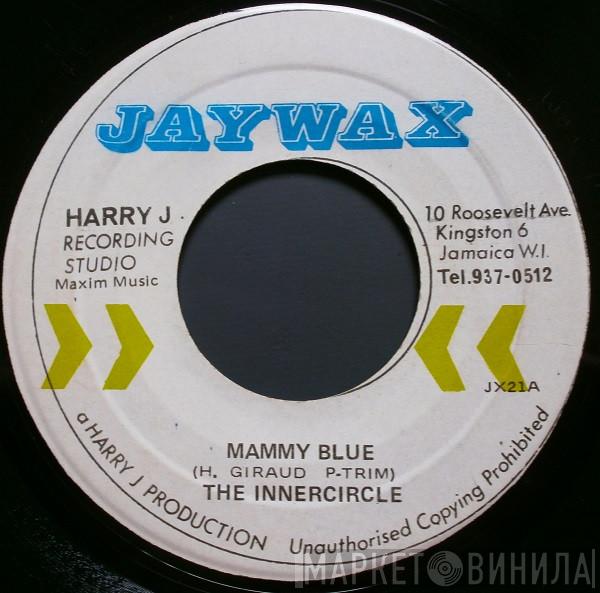 JAYWAX
HARRY J
RECORDING
STUDIO
Maxim Music
10 Roosevelt Ave.
Kingston 6
Jamaica W.I.
Tel.937-0512
JX21A
MAMMY BLUE
(H. GIRAUD P-TRIM)
THE INNERCIRCLE
a HARRY J PRODUCTION
Unauthorised Copying Prohibited
МАРКЕТ ВИНИЛА